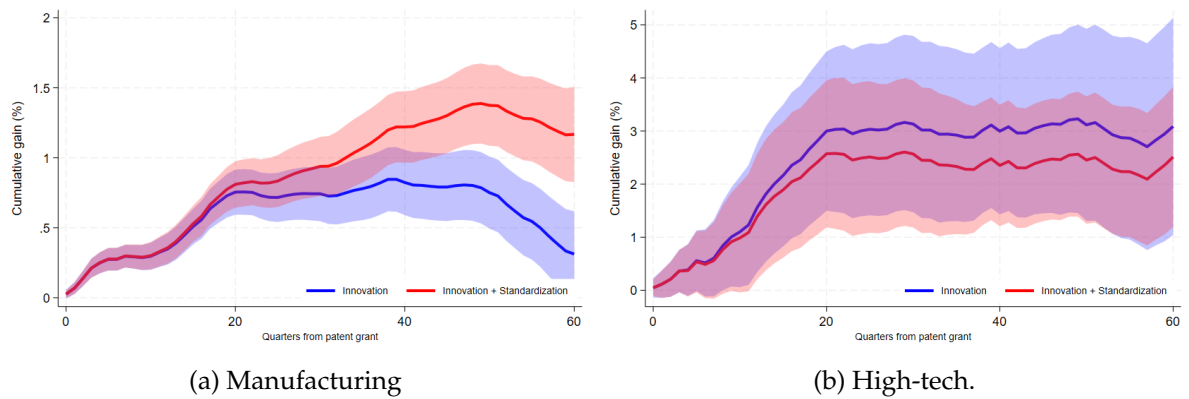 2
1.5
1
.5
0
Cumulative gain (%)
Innovation
Innovation + Standardization
0
20
40
60
Quarters from patent grant
(a) Manufacturing
5
4
3
2
1
0
Cumulative gain (%)
Innovation
Innovation + Standardization
0
20
40
60
Quarters from patent grant
(b) High-tech.